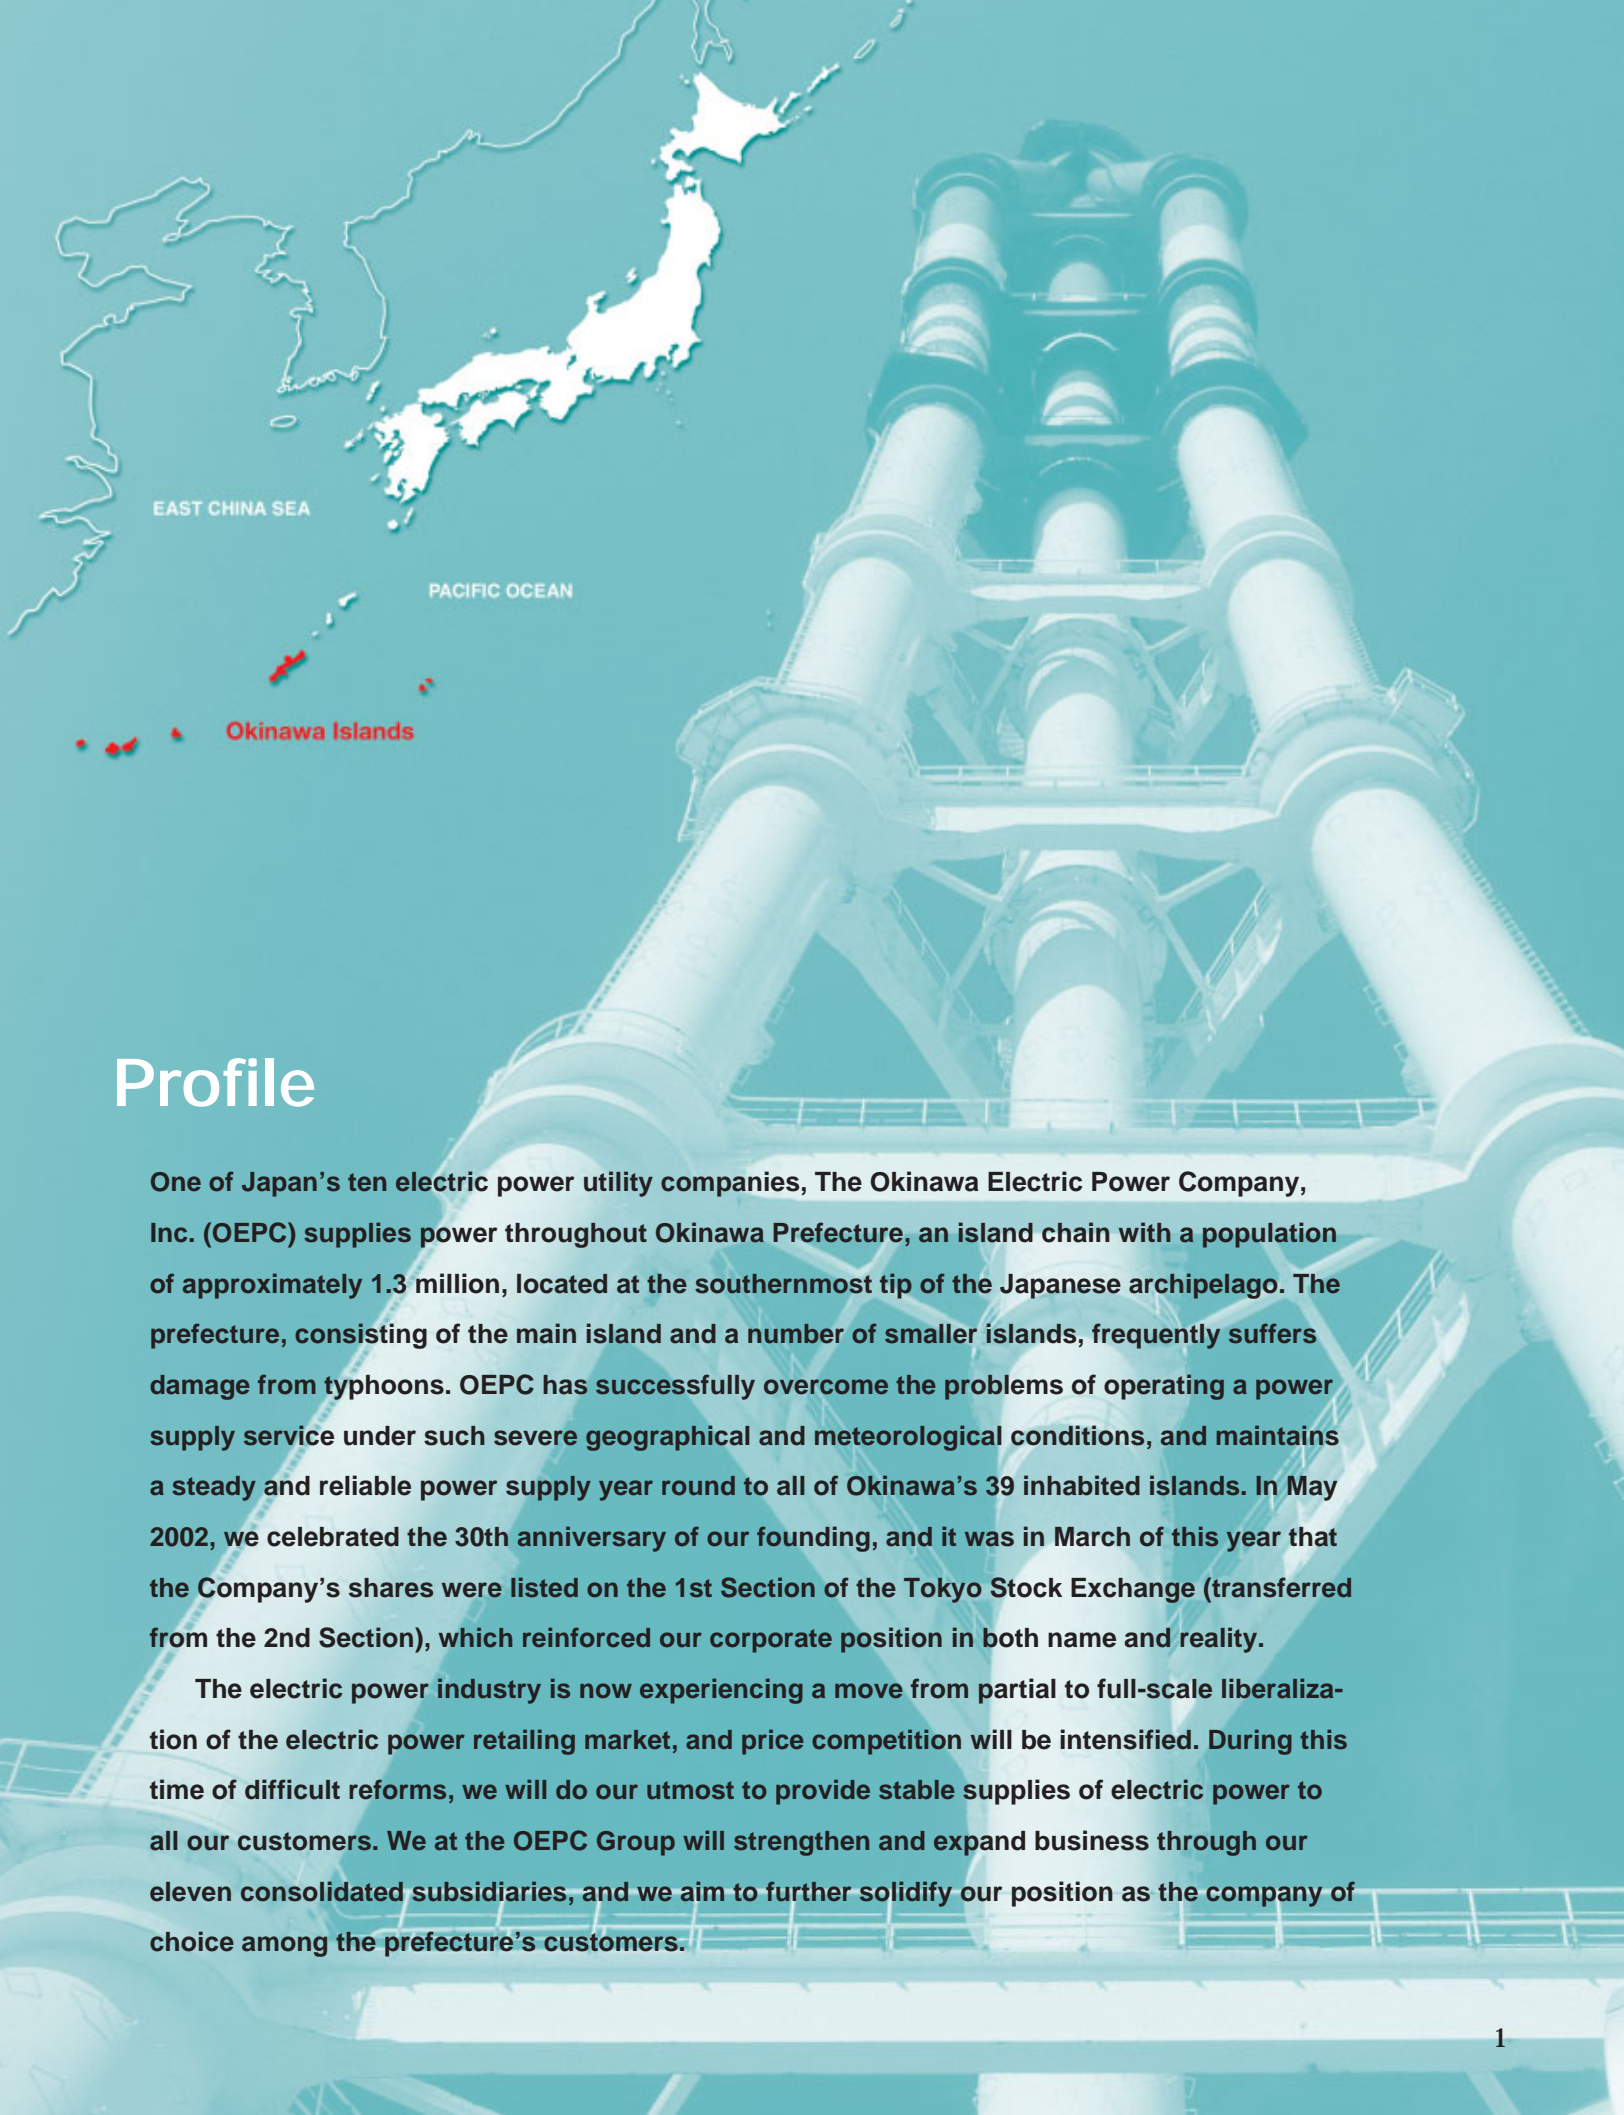 EAST CHINA SEA
PACIFIC OCEAN
Okinawa Islands
Profile
One of Japan’s ten electric power utility companies, The Okinawa Electric Power Company,
Inc. (OEPC) supplies power throughout Okinawa Prefecture, an island chain with a population
of approximately 1.3 million, located at the southernmost tip of the Japanese archipelago. The
prefecture, consisting of the main island and a number of smaller islands, frequently suffers
damage from typhoons. OEPC has successfully overcome the problems of operating a power
supply service under such severe geographical and meteorological conditions, and maintains
a steady and reliable power supply year round to all of Okinawa’s 39 inhabited islands. In May
2002, we celebrated the 30th anniversary of our founding, and it was in March of this year that
the Company’s shares were listed on the 1st Section of the Tokyo Stock Exchange (transferred
from the 2nd Section), which reinforced our corporate position in both name and reality.
The electric power industry is now experiencing a move from partial to full-scale liberaliza-
tion of the electric power retailing market, and price competition will be intensified. During this
time of difficult reforms, we will do our utmost to provide stable supplies of electric power to
all our customers. We at the OEPC Group will strengthen and expand business through our
eleven consolidated subsidiaries, and we aim to further solidify our position as the company of
choice among the prefecture’s customers.
1